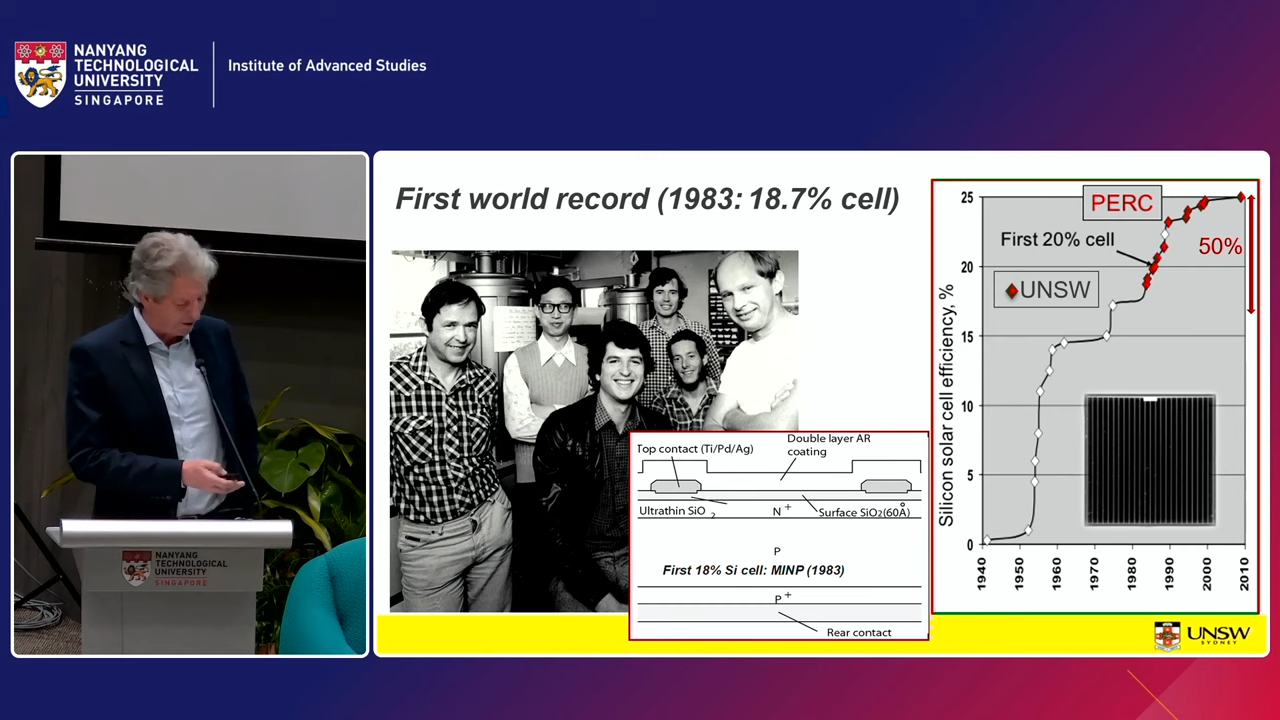 NANYANG
TECHNOLOGICAL
UNIVERSITY
SINGAPORE
Institute of Advanced Studies
First world record (1983: 18.7% cell)
Top contact (Ti/Pd/Ag)
Double layer AR
coating
Ultrathin SiO 2
N +
Surface SiO2(60Å)
P
First 18% Si cell: MINP (1983)
P +
Rear contact
Silicon solar cell efficiency, %
25
20
15
10
5
0
PERC
First 20% cell
50%
UNSW
1940
1950
1960
1970
1980
1990
2000
2010
UNSW
SYDNEY
NANYANG
TECHNOLOGICAL
UNIVERSITY
SINGAPORE